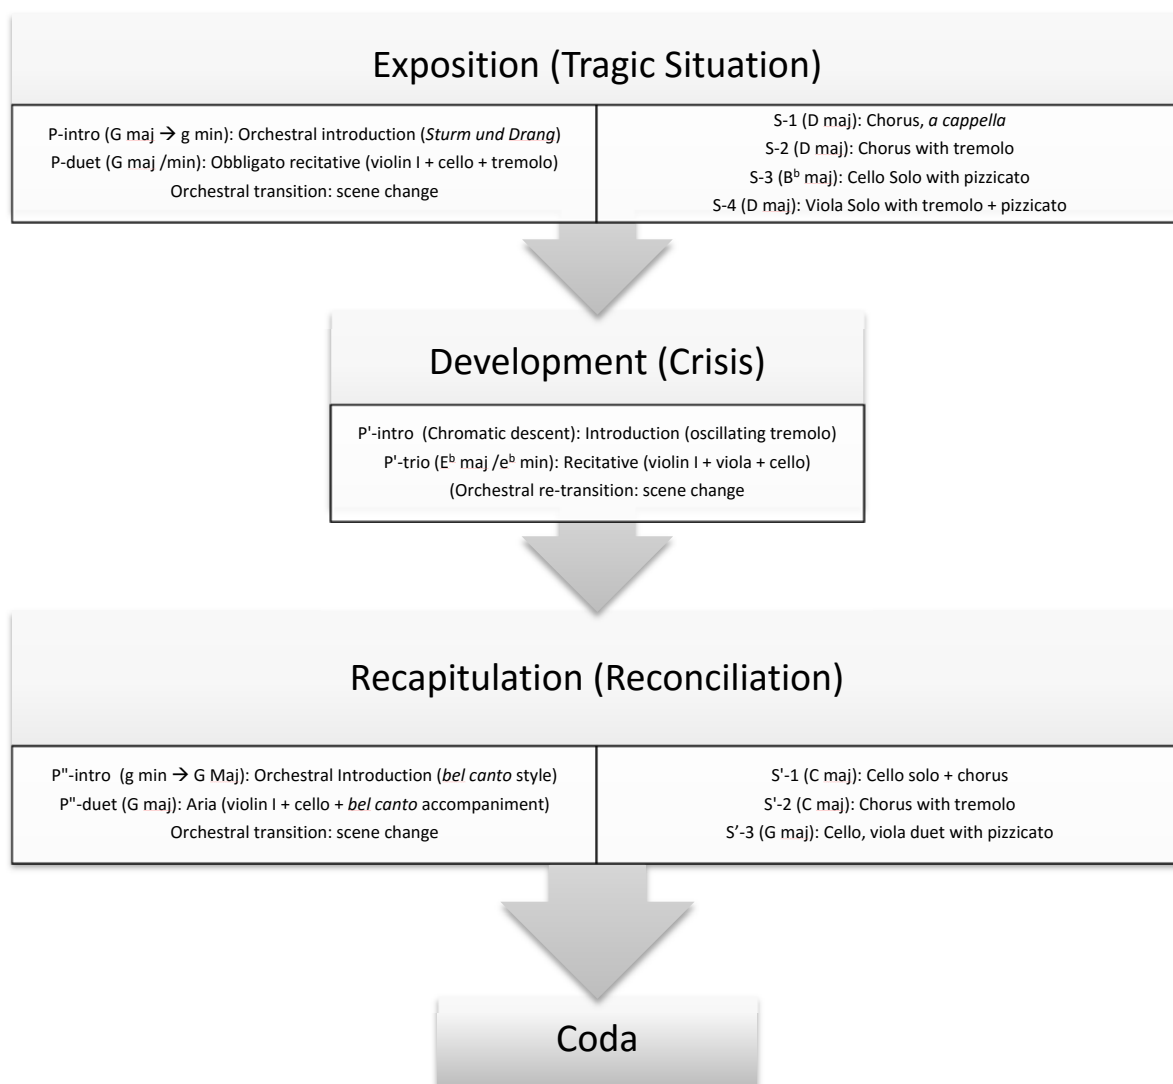 Exposition (Tragic Situation)
P-intro (G maj → g min): Orchestral introduction (Sturm und Drang)
P-duet (G maj /min): Obbligato recitative (violin I + cello + tremolo)
Orchestral transition: scene change
S-1 (D maj): Chorus, a cappella
S-2 (D maj): Chorus with tremolo
S-3 (Bᵇ maj): Cello Solo with pizzicato
S-4 (D maj): Viola Solo with tremolo + pizzicato
Development (Crisis)
P'-intro (Chromatic descent): Introduction (oscillating tremolo)
P'-trio (Eᵇ maj /eᵇ min): Recitative (violin I + viola + cello)
(Orchestral re-transition: scene change
Recapitulation (Reconciliation)
P"-intro (g min → G Maj): Orchestral Introduction (bel canto style)
P"-duet (G maj): Aria (violin I + cello + bel canto accompaniment)
Orchestral transition: scene change
S'-1 (C maj): Cello solo + chorus
S'-2 (C maj): Chorus with tremolo
S’-3 (G maj): Cello, viola duet with pizzicato
Coda